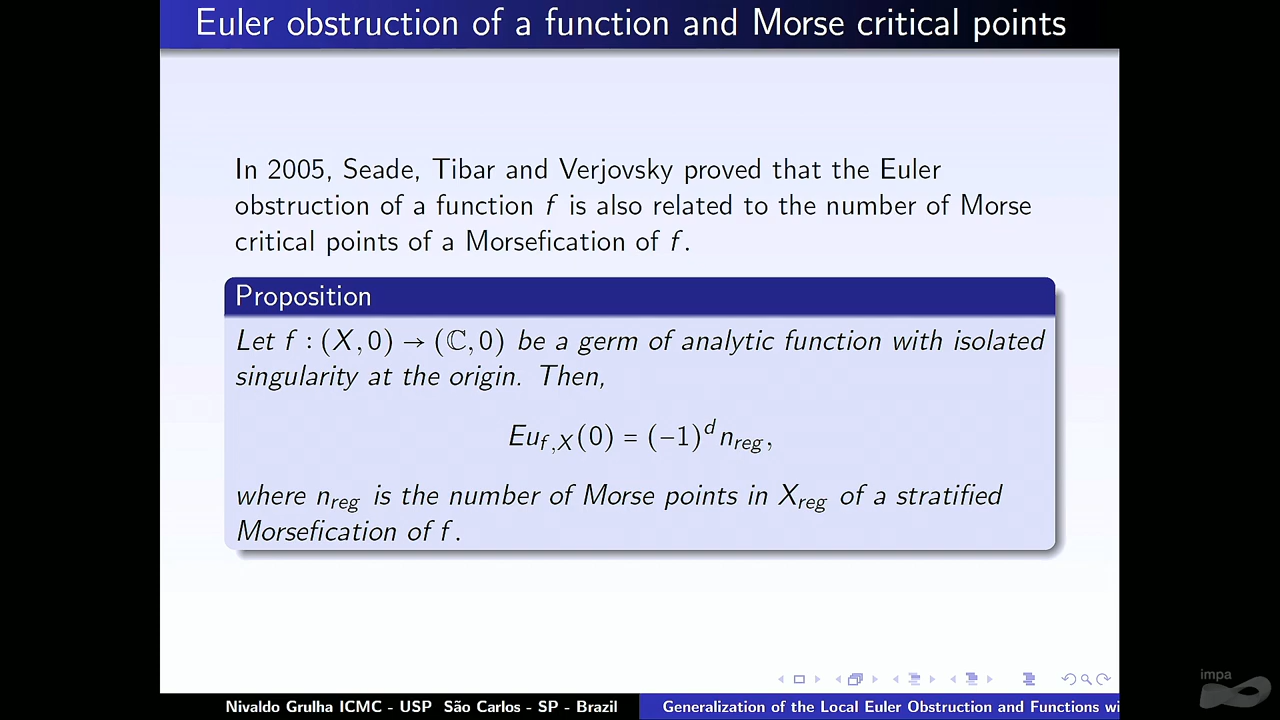 Euler obstruction of a function and Morse critical points
In 2005, Seade, Tibar and Verjovsky proved that the Euler
obstruction of a function f is also related to the number of Morse
critical points of a Morsefication of f.
Proposition
Let f : (X, 0) → (ℂ, 0) be a germ of analytic function with isolated
singularity at the origin. Then,
Eu_{f,X}(0) = (−1)^d n_{reg},
where n_{reg} is the number of Morse points in X_{reg} of a stratified
Morsefication of f.
impa
Nivaldo Grulha ICMC - USP São Carlos - SP - Brazil
Generalization of the Local Euler Obstruction and Functions wi